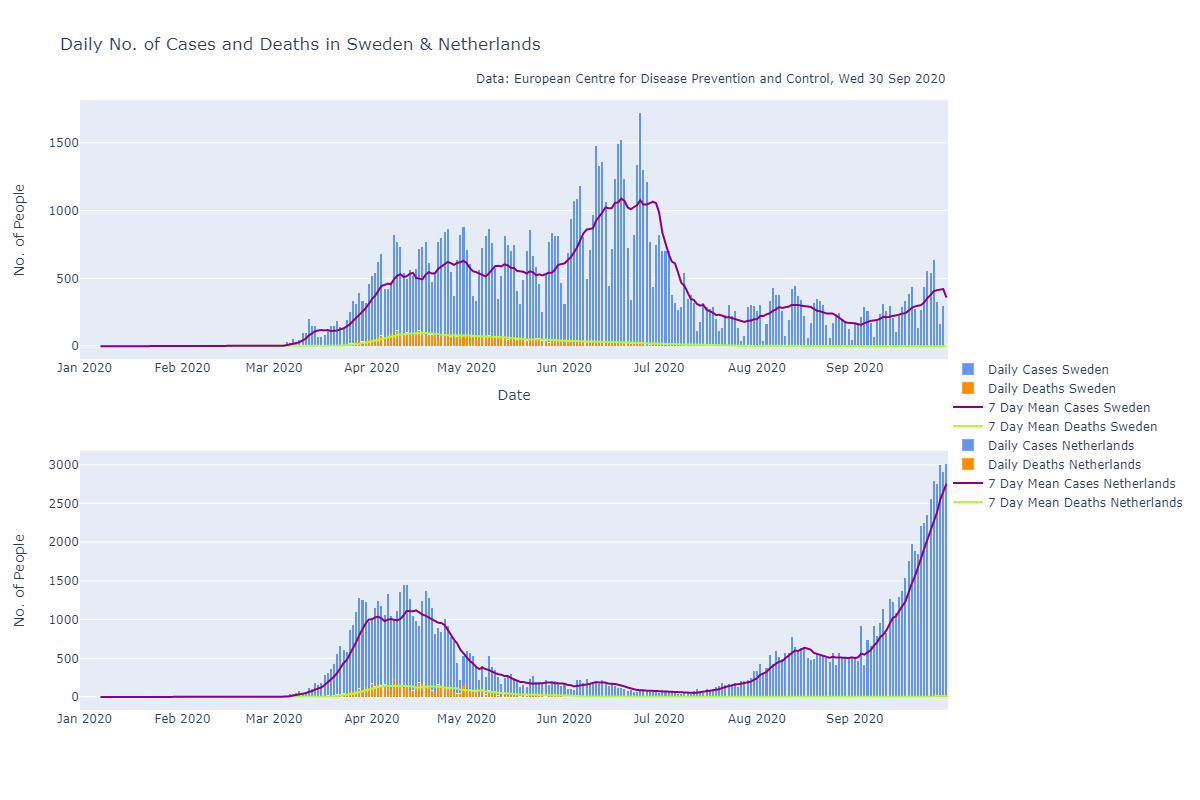 Daily No. of Cases and Deaths in Sweden & Netherlands
Data: European Centre for Disease Prevention and Control, Wed 30 Sep 2020
No. of People
1500
1000
500
0
Jan 2020 Feb 2020 Mar 2020 Apr 2020 May 2020 Jun 2020 Jul 2020 Aug 2020 Sep 2020
Date
Daily Cases Sweden
Daily Deaths Sweden
7 Day Mean Cases Sweden
7 Day Mean Deaths Sweden
Daily Cases Netherlands
Daily Deaths Netherlands
7 Day Mean Cases Netherlands
7 Day Mean Deaths Netherlands
No. of People
3000
2500
2000
1500
1000
500
0
Jan 2020 Feb 2020 Mar 2020 Apr 2020 May 2020 Jun 2020 Jul 2020 Aug 2020 Sep 2020